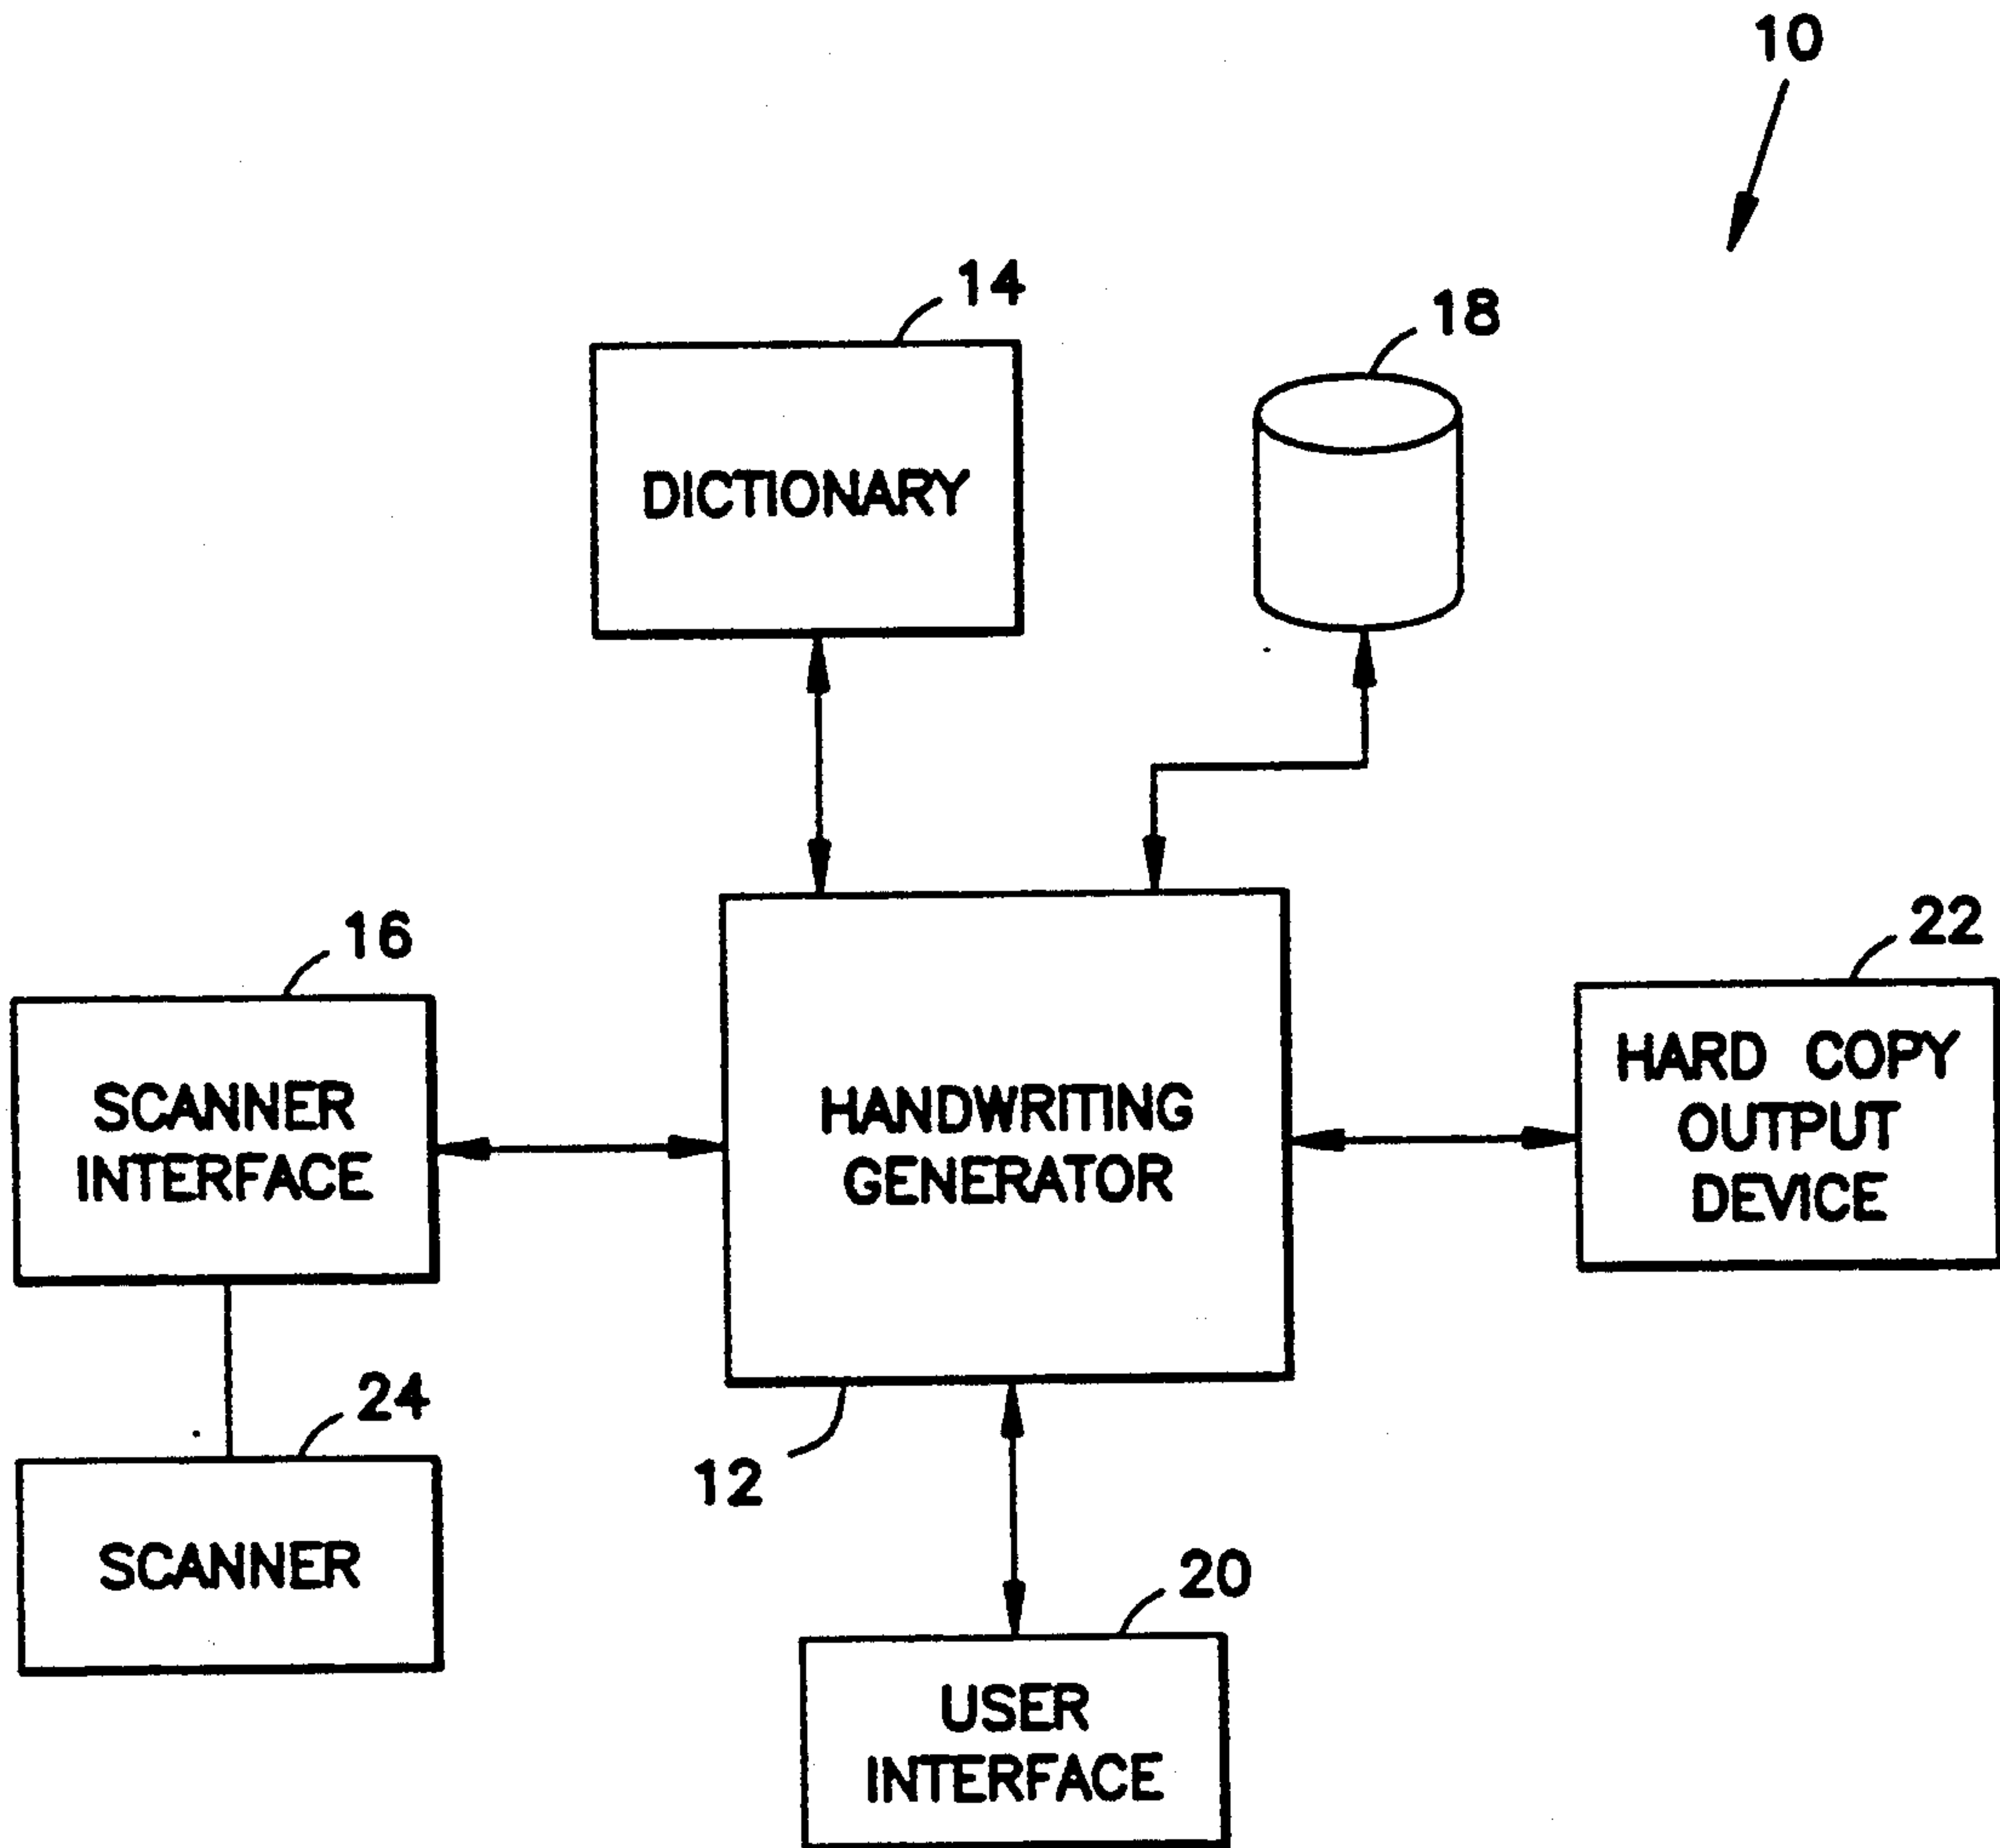 10
14
18
DICTIONARY
16
22
SCANNER
INTERFACE
HANDWRITING
GENERATOR
HARD COPY
OUTPUT
DEVICE
24
12
SCANNER
20
USER
INTERFACE